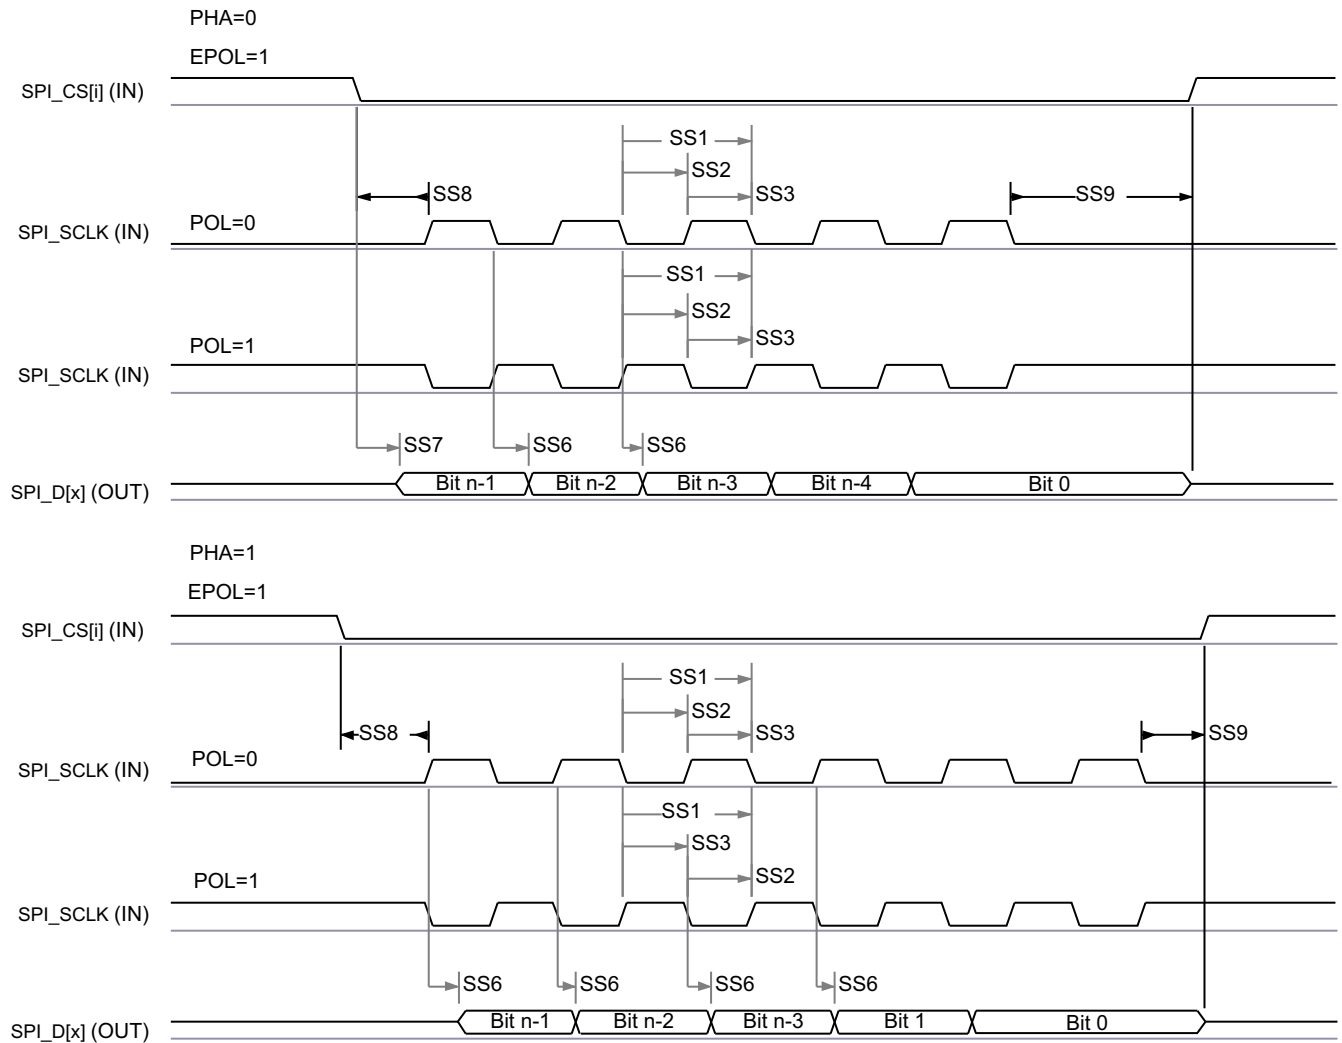 PHA=0
EPOL=1
SPI_CS[i] (IN)
SS1
SS2
SS8
SS3
SS9
POL=0
SPI_SCLK (IN)
SS1
SS2
SS3
POL=1
SPI_SCLK (IN)
SS7
SS6
SS6
SPI_D[x] (OUT)
Bit n-1
Bit n-2
Bit n-3
Bit n-4
Bit 0
PHA=1
EPOL=1
SPI_CS[i] (IN)
SS1
SS2
SS8
SS3
SS9
POL=0
SPI_SCLK (IN)
SS1
SS3
SS2
POL=1
SPI_SCLK (IN)
SS6
SS6
SS6
SS6
SPI_D[x] (OUT)
Bit n-1
Bit n-2
Bit n-3
Bit 1
Bit 0